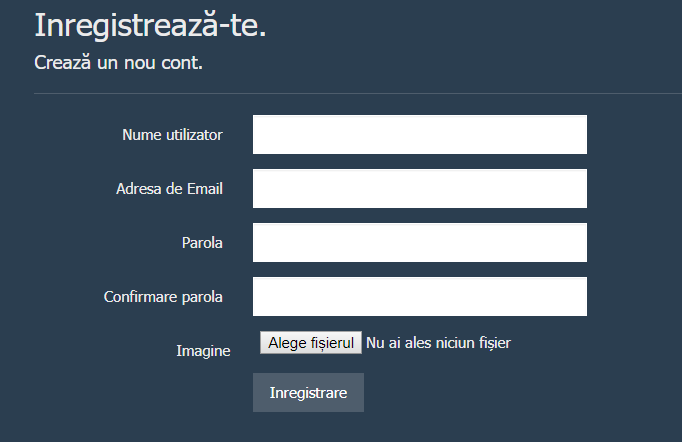 Inregistrează-te.
Crează un nou cont.
Nume utilizator
Adresa de Email
Parola
Confirmare parola
Imagine Alege fișierul Nu ai ales niciun fișier
Inregistrare